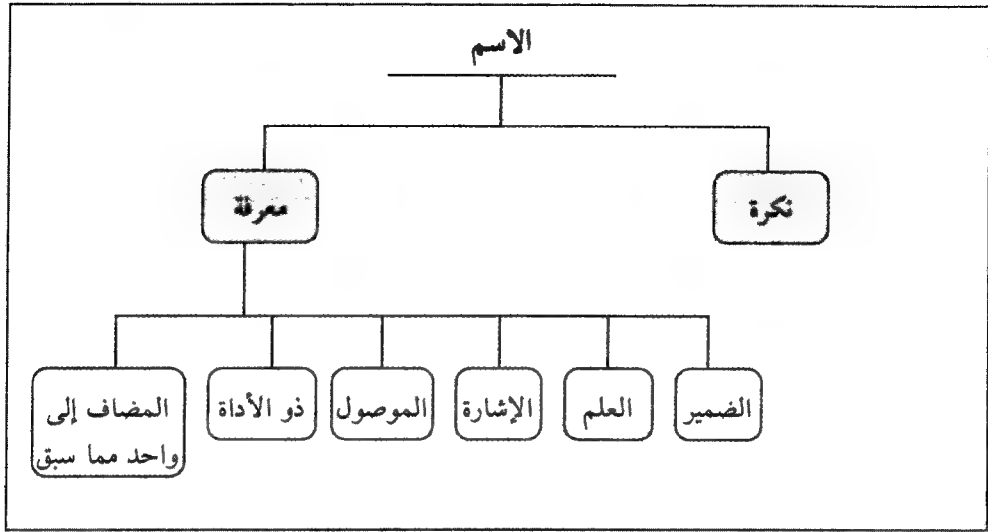 الاسم
نكرة
معرفة
الضمير
العلم
الإشارة
الموصول
ذو الأداة
المضاف إلى
واحد مما سبق